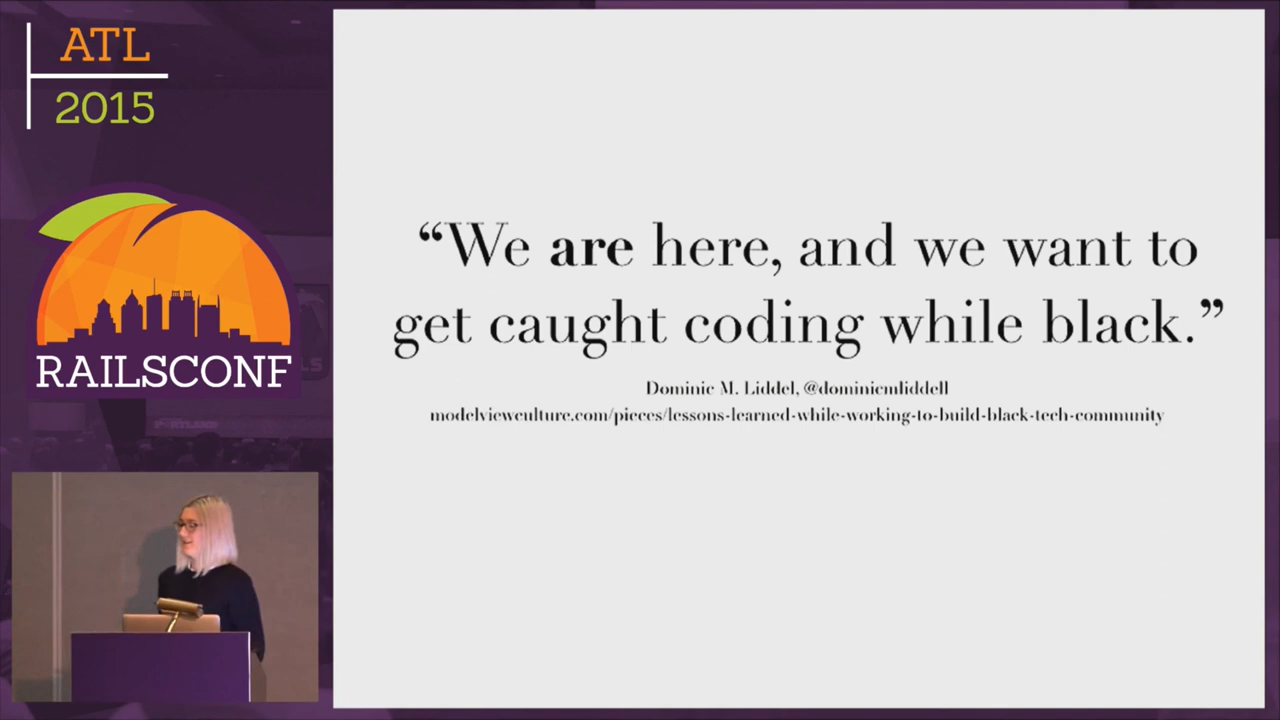 ATL
2015
RAILSCONF
“We are here, and we want to
get caught coding while black.”
Dominic M. Liddel, @dominicmliddell
modelviewculture.com/pieces/lessons-learned-while-working-to-build-black-tech-community